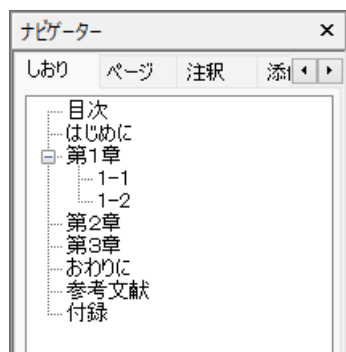 ナビゲーター ×
しおり ページ 注釈
目次
はじめに
第1章
1-1
1-2
第2章
第3章
おわりに
参考文献
付録